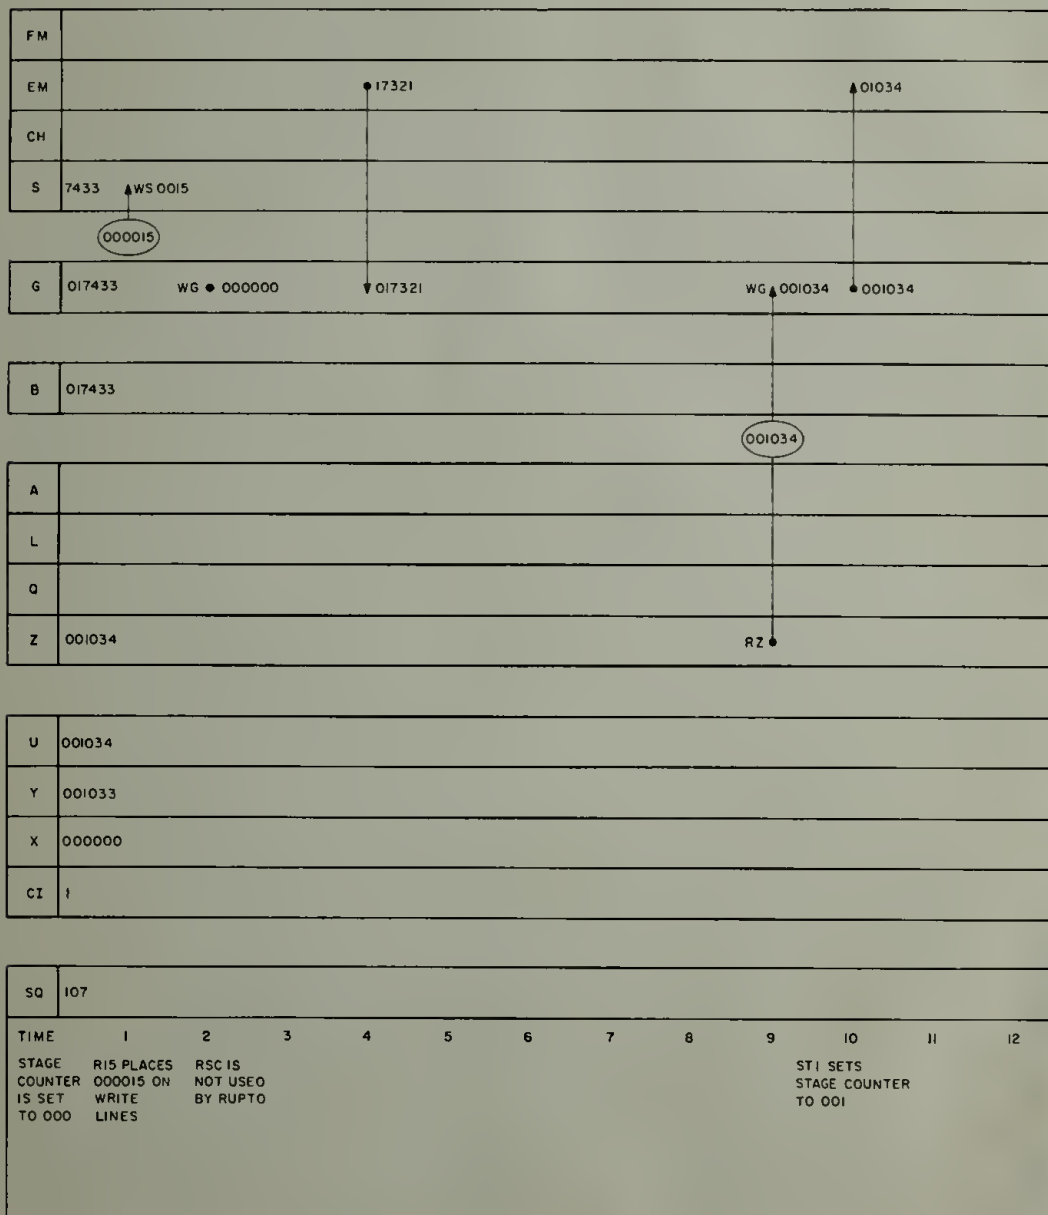 FM
EM 17321 01034
CH
S 7433 WS 0015
000015
G 017433 WG 000000 017321 WG 001034 001034
B 017433
001034
A
L
Q
Z 001034 RZ
U 001034
Y 001033
X 000000
CI 1
SQ 107
TIME 1 2 3 4 5 6 7 8 9 10 11 12
STAGE COUNTER IS SET TO 000
R15 PLACES 000015 ON WRITE LINES
RSC IS NOT USED BY RUPTO
ST1 SETS STAGE COUNTER TO 001